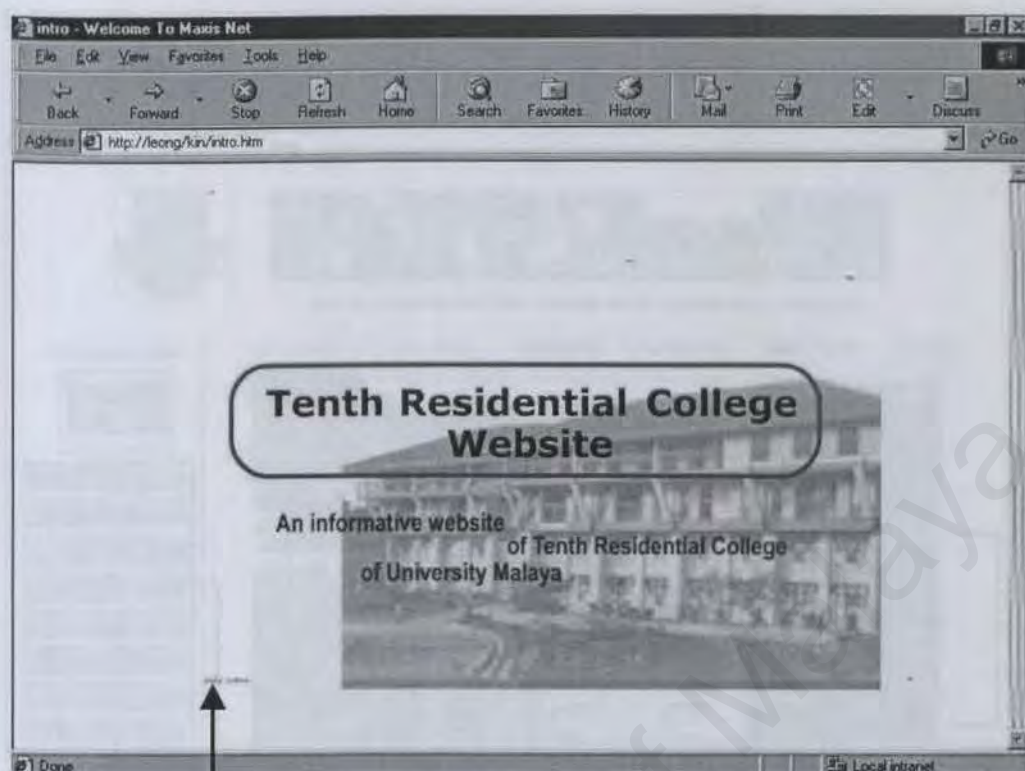 intro - Welcome To Maxis Net
File Edit View Favorites Tools Help
Back Forward Stop Refresh Home Search Favorites History Mail Print Edit Discuss
Address http://leong/kin/intro.htm Go
Tenth Residential College
Website
An informative website
of Tenth Residential College
of University Malaya
Done Local intranet
of Malaya